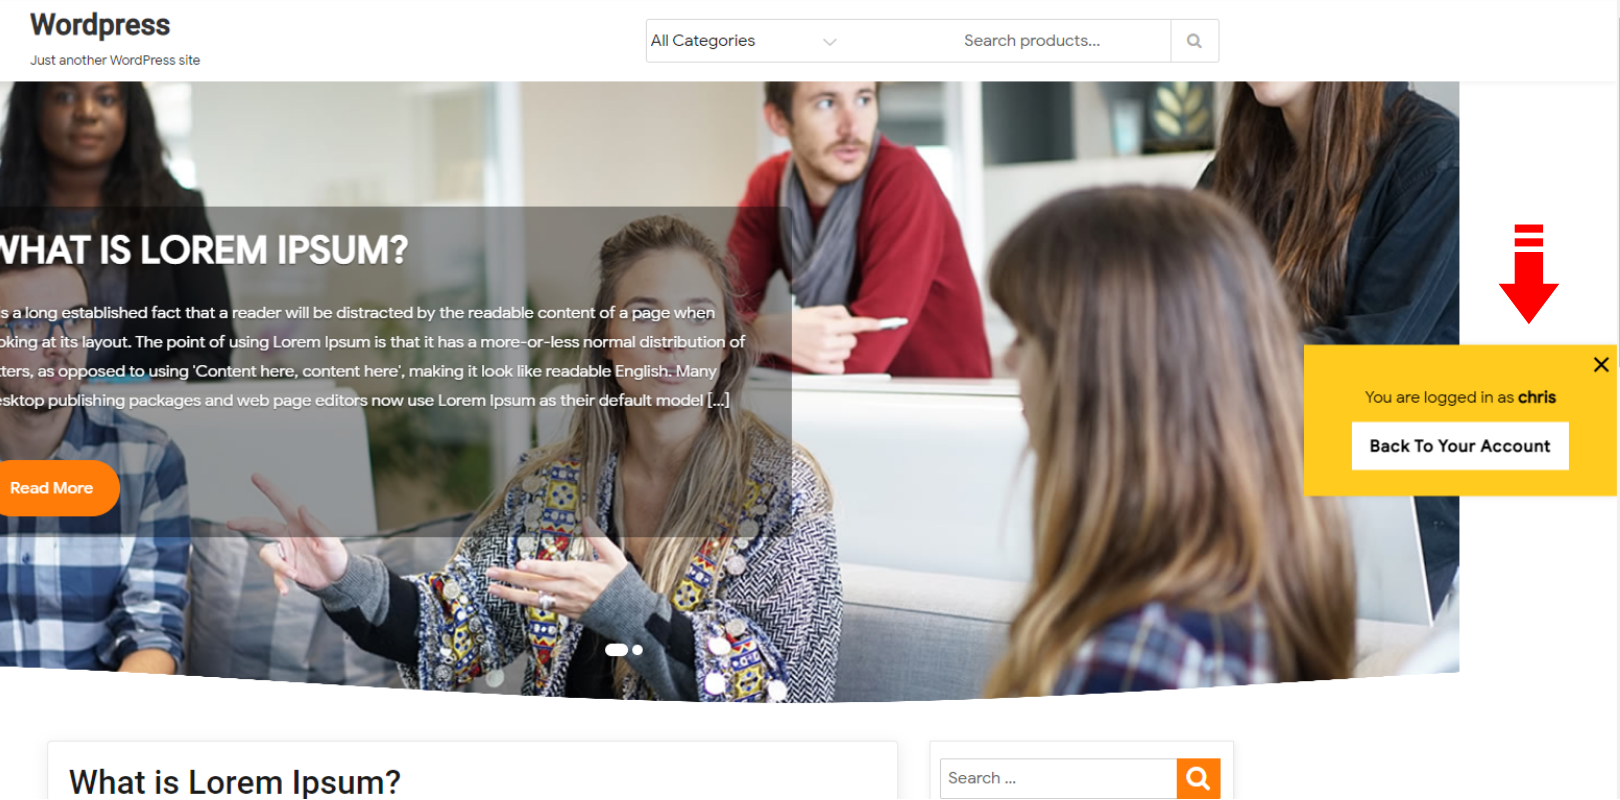 Wordpress
Just another WordPress site
All Categories
Search products...
WHAT IS LOREM IPSUM?
s a long established fact that a reader will be distracted by the readable content of a page when
oking at its layout. The point of using Lorem Ipsum is that it has a more-or-less normal distribution of
ters, as opposed to using 'Content here, content here', making it look like readable English. Many
esktop publishing packages and web page editors now use Lorem Ipsum as their default model [...]
Read More
You are logged in as chris
Back To Your Account
What is Lorem Ipsum?
Search ...